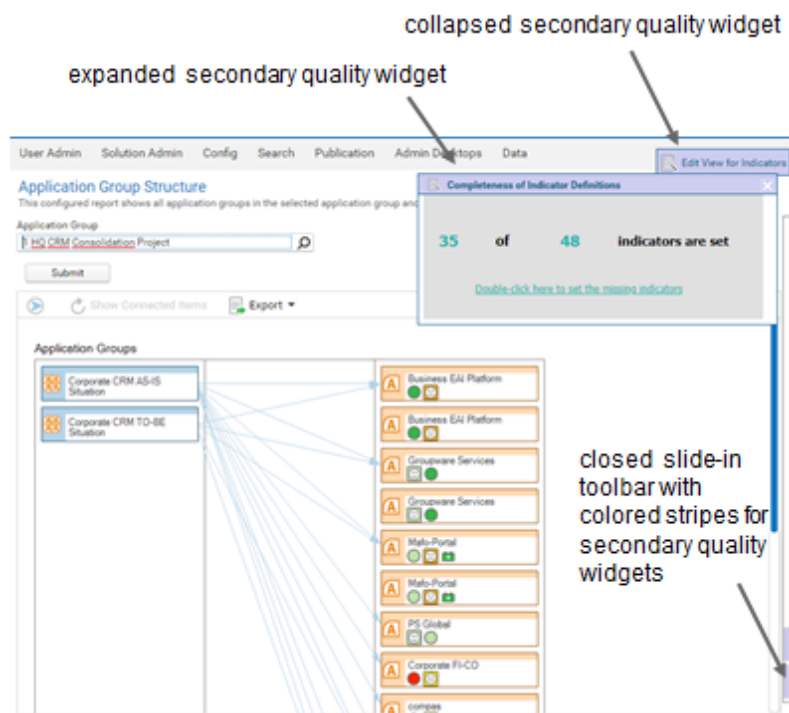 collapsed secondary quality widget
expanded secondary quality widget
User Admin Solution Admin Config Search Publication Admin Desktops Data
Edit View for Indicators
Application Group Structure
This configured report shows all application groups in the selected application group and
Completeness of Indicator Definitions
Application Group
1 HQ CRM Consolidation Project
35 of 48 indicators are set
Submit
Double-click here to set the missing indicators
Show Connected Items Export
Application Groups
Corporate CRM AS-IS
Situation
Corporate CRM TO-BE
Situation
A Business EAI Platform
A Business EAI Platform
A Groupware Services
A Groupware Services
A Mafo-Portal
A Mafo-Portal
A PS Global
A Corporate FI-CO
A compas
closed slide-in
toolbar with
colored stripes for
secondary quality
widgets